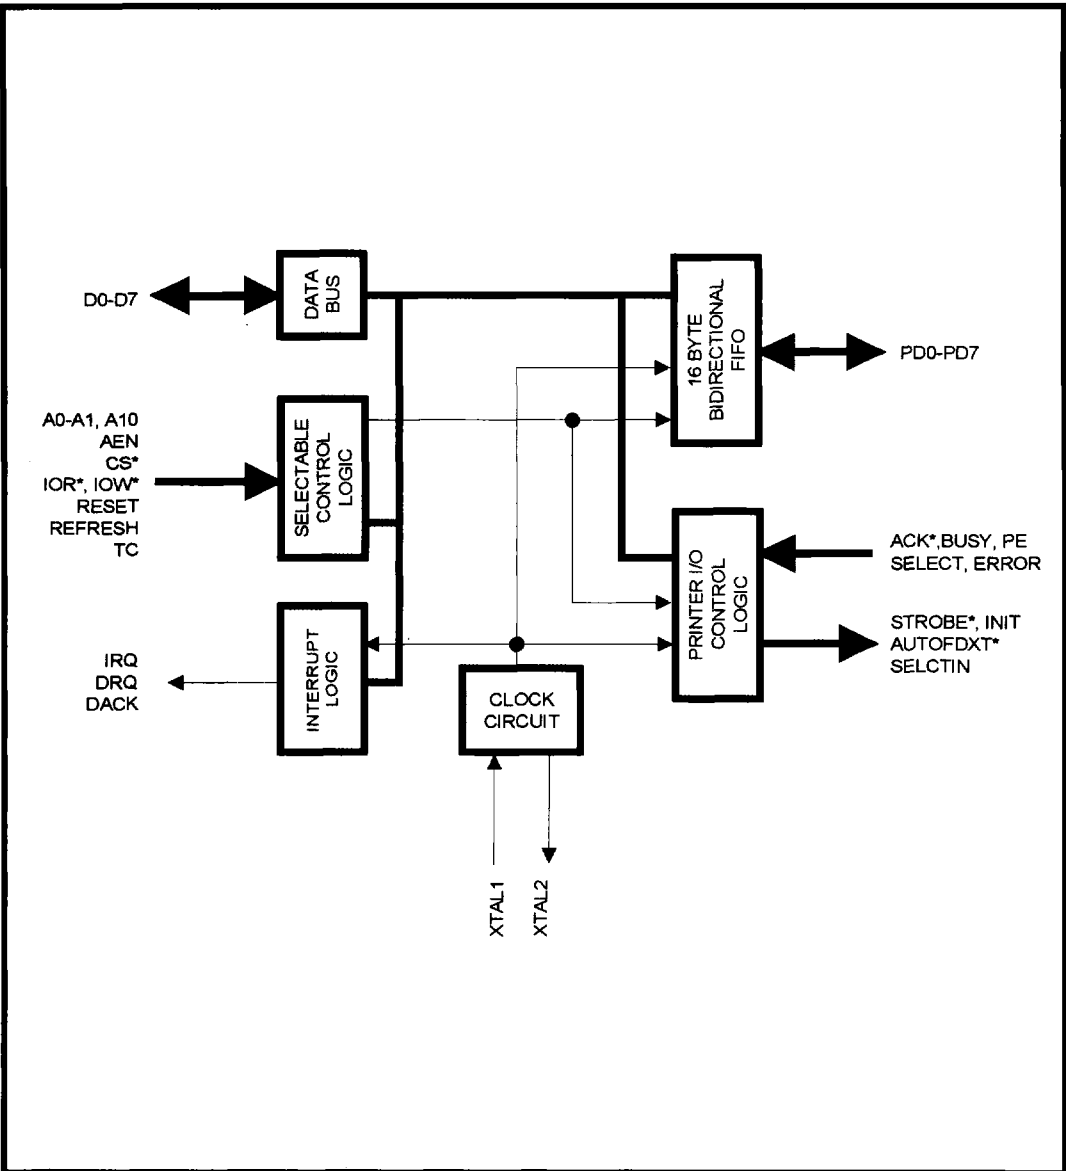 D0-D7
DATA
BUS
16 BYTE
BIDIRECTIONAL
FIFO
PD0-PD7
A0-A1, A10
AEN
CS*
IOR*, IOW*
RESET
REFRESH
TC
SELECTABLE
CONTROL
LOGIC
PRINTER I/O
CONTROL
LOGIC
ACK*,BUSY, PE
SELECT, ERROR
STROBE*, INIT
AUTOFDXT*
SELCTIN
IRQ
DRQ
DACK
INTERRUPT
LOGIC
CLOCK
CIRCUIT
XTAL1
XTAL2